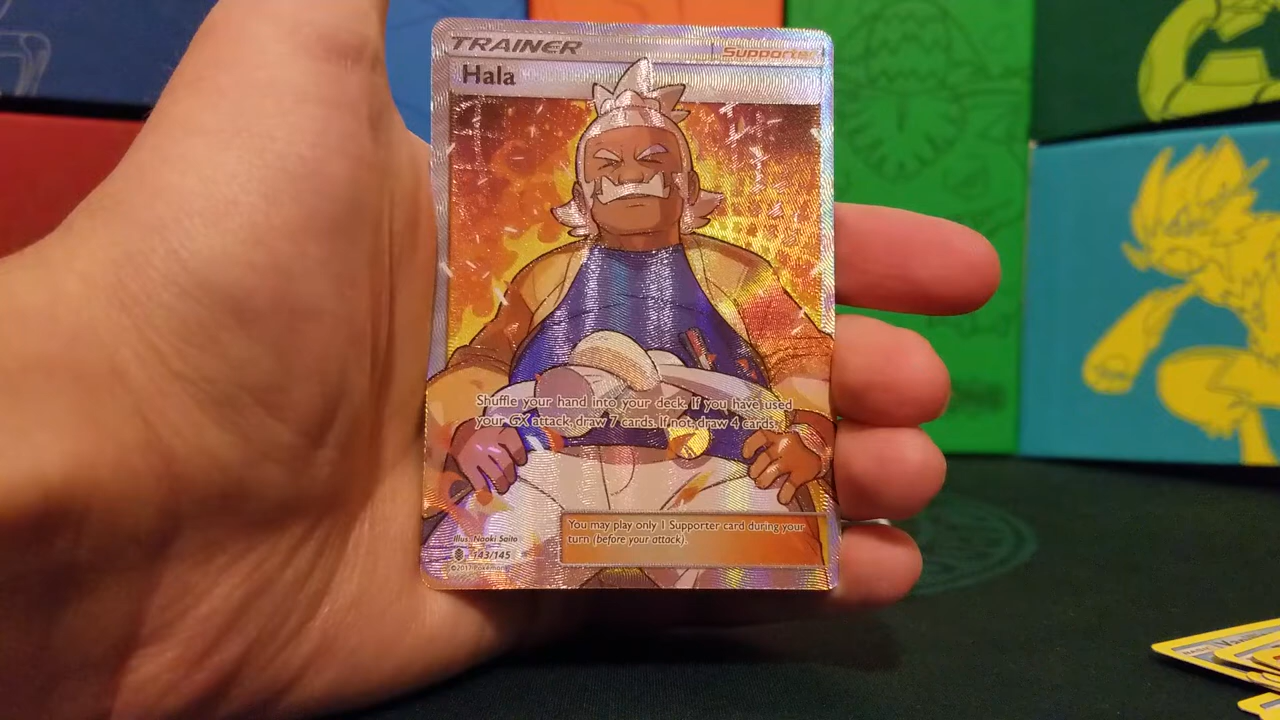 TRAINER
Supporter
Hala
Shuffle your hand into your deck. If you have used
your GX attack, draw 7 cards. If not, draw 4 cards.
You may play only 1 Supporter card during your
turn (before your attack).
Illus. Naoki Saito
143/145
©2017 Pokémon
BASIC